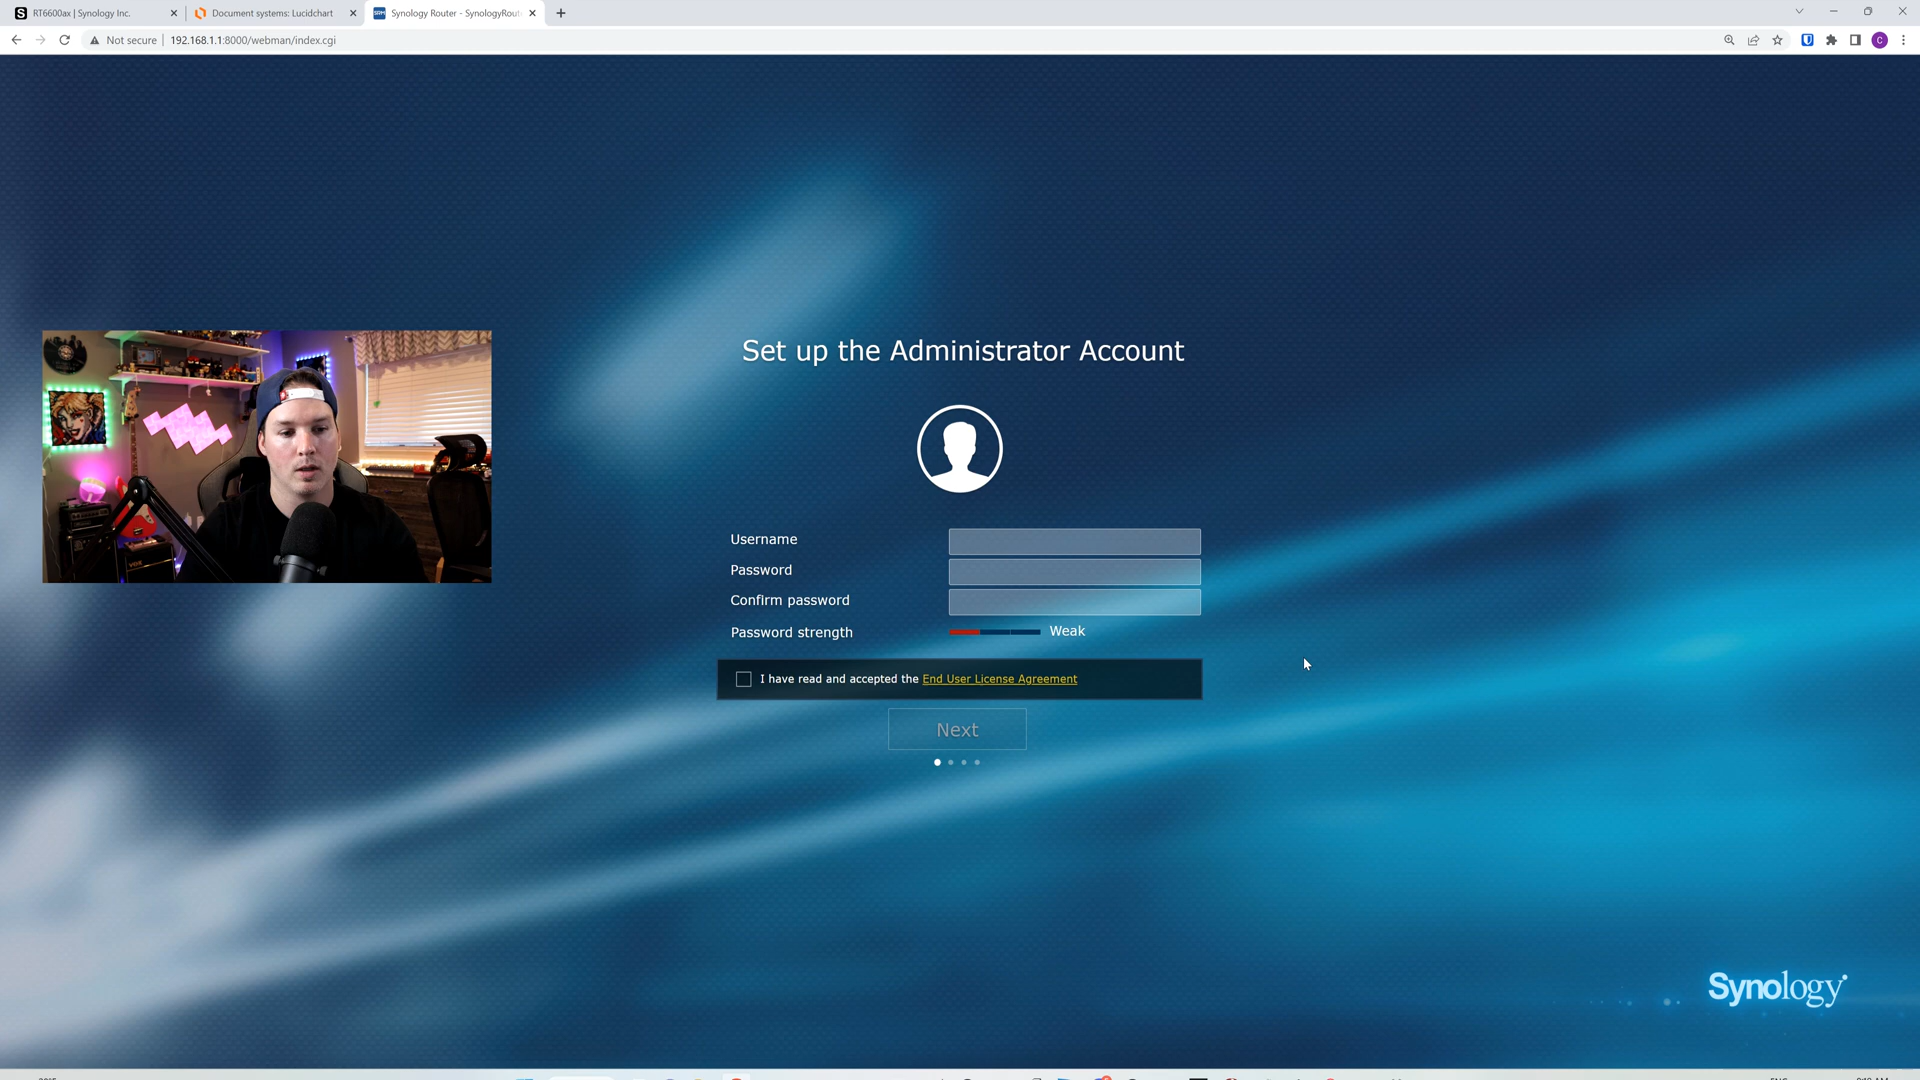 RT6600ax | Synology Inc.
Document systems: Lucidchart
SRM
Synology Router - SynologyRout
Not secure
192.168.1.1:8000/webman/index.cgi
C
Set up the Administrator Account
Username
Password
Confirm password
Password strength
Weak
I have read and accepted the End User License Agreement
Next
VOX
Synology